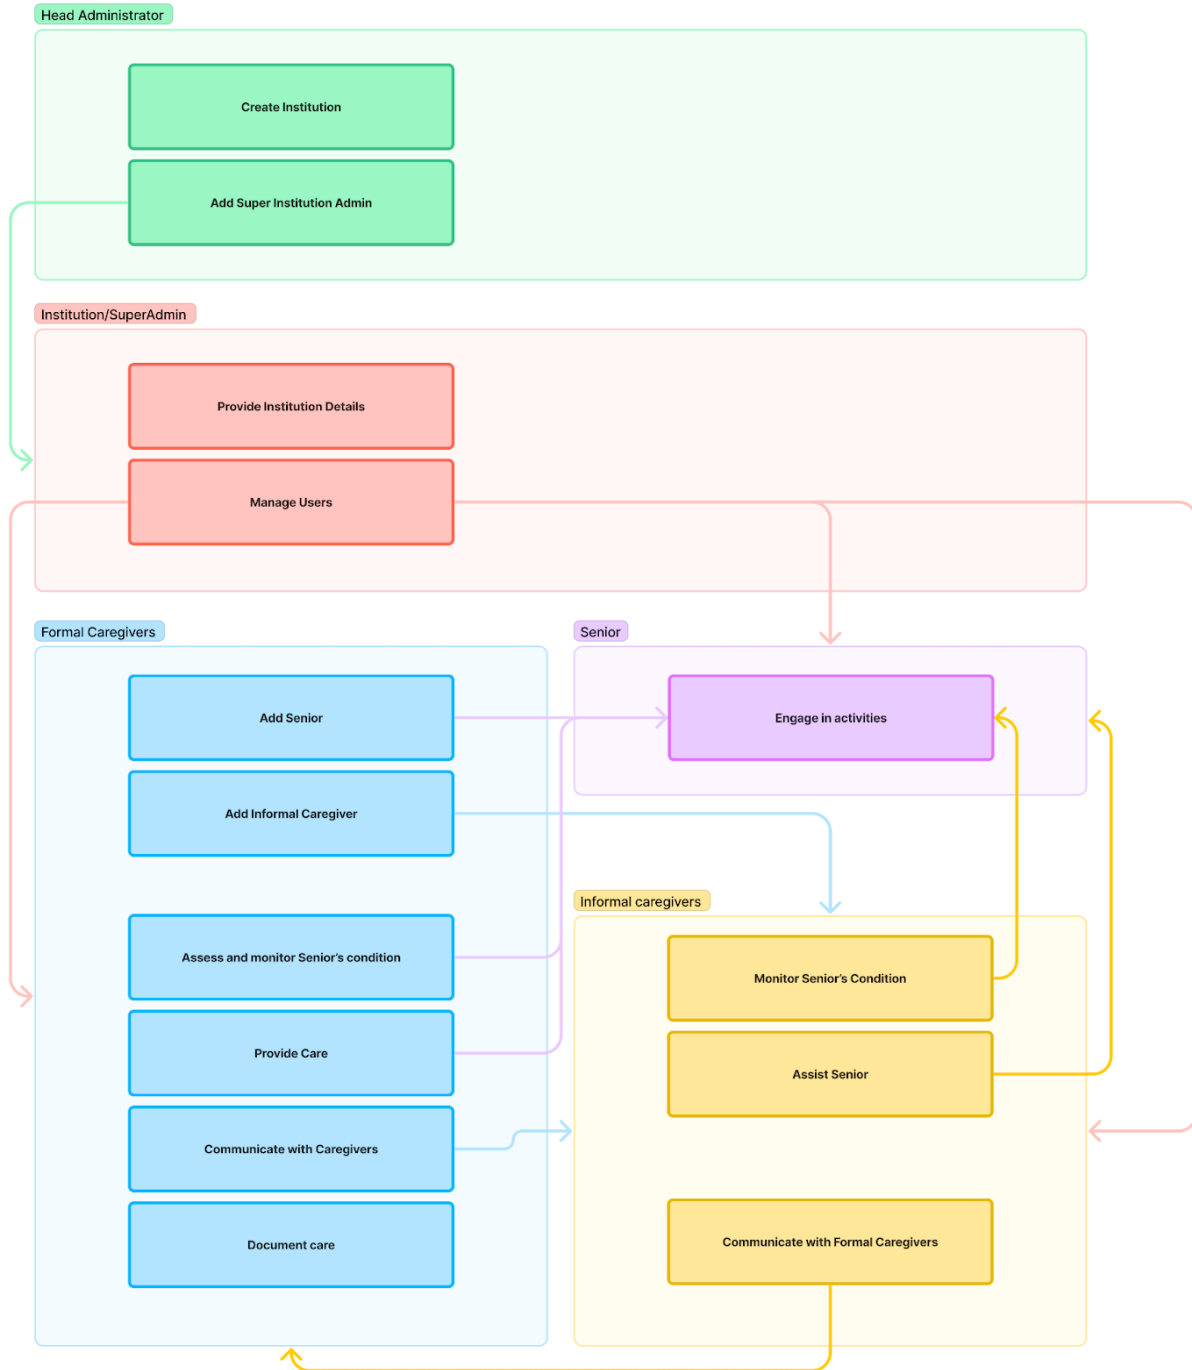 Head Administrator
Create Institution
Add Super Institution Admin
Institution/SuperAdmin
Provide Institution Details
Manage Users
Formal Caregivers
Add Senior
Add Informal Caregiver
Assess and monitor Senior's condition
Provide Care
Communicate with Caregivers
Document care
Senior
Engage in activities
Informal caregivers
Monitor Senior's Condition
Assist Senior
Communicate with Formal Caregivers